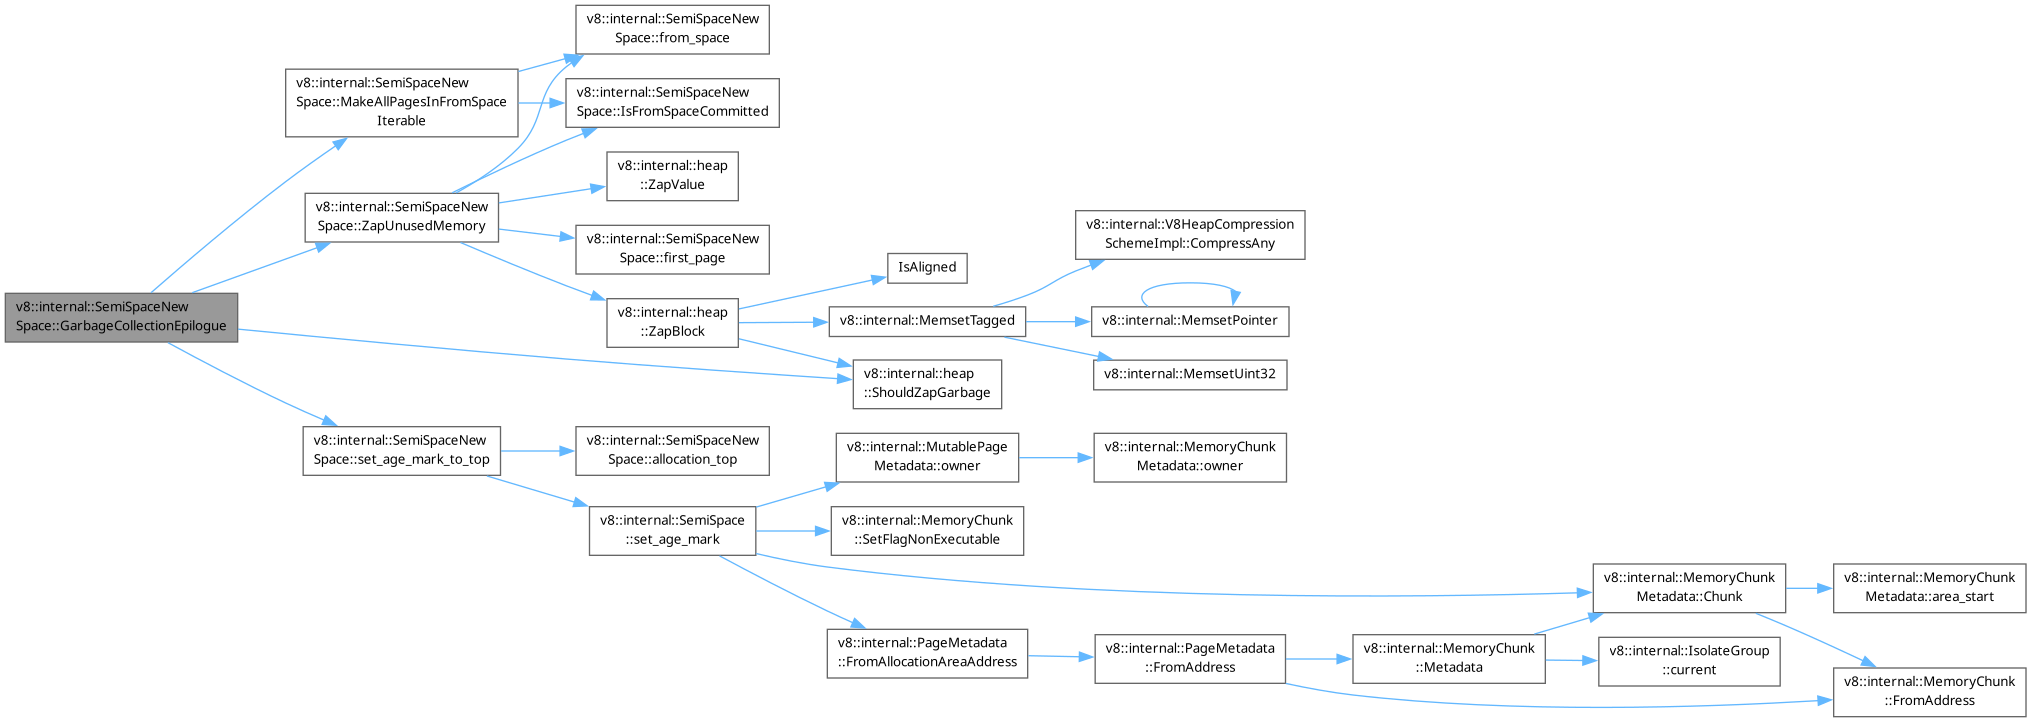 v8::internal::SemiSpaceNew
Space::GarbageCollectionEpilogue
v8::internal::SemiSpaceNew
Space::MakeAllPagesInFromSpace
Iterable
v8::internal::SemiSpaceNew
Space::from_space
v8::internal::SemiSpaceNew
Space::IsFromSpaceCommitted
v8::internal::SemiSpaceNew
Space::ZapUnusedMemory
v8::internal::heap
::ZapValue
v8::internal::SemiSpaceNew
Space::first_page
v8::internal::heap
::ZapBlock
IsAligned
v8::internal::MemsetTagged
v8::internal::heap
::ShouldZapGarbage
v8::internal::V8HeapCompression
SchemeImpl::CompressAny
v8::internal::MemsetPointer
v8::internal::MemsetUint32
v8::internal::SemiSpaceNew
Space::set_age_mark_to_top
v8::internal::SemiSpaceNew
Space::allocation_top
v8::internal::SemiSpace
::set_age_mark
v8::internal::MutablePage
Metadata::owner
v8::internal::MemoryChunk
Metadata::owner
v8::internal::MemoryChunk
::SetFlagNonExecutable
v8::internal::PageMetadata
::FromAllocationAreaAddress
v8::internal::PageMetadata
::FromAddress
v8::internal::MemoryChunk
::Metadata
v8::internal::MemoryChunk
Metadata::Chunk
v8::internal::IsolateGroup
::current
v8::internal::MemoryChunk
Metadata::area_start
v8::internal::MemoryChunk
::FromAddress